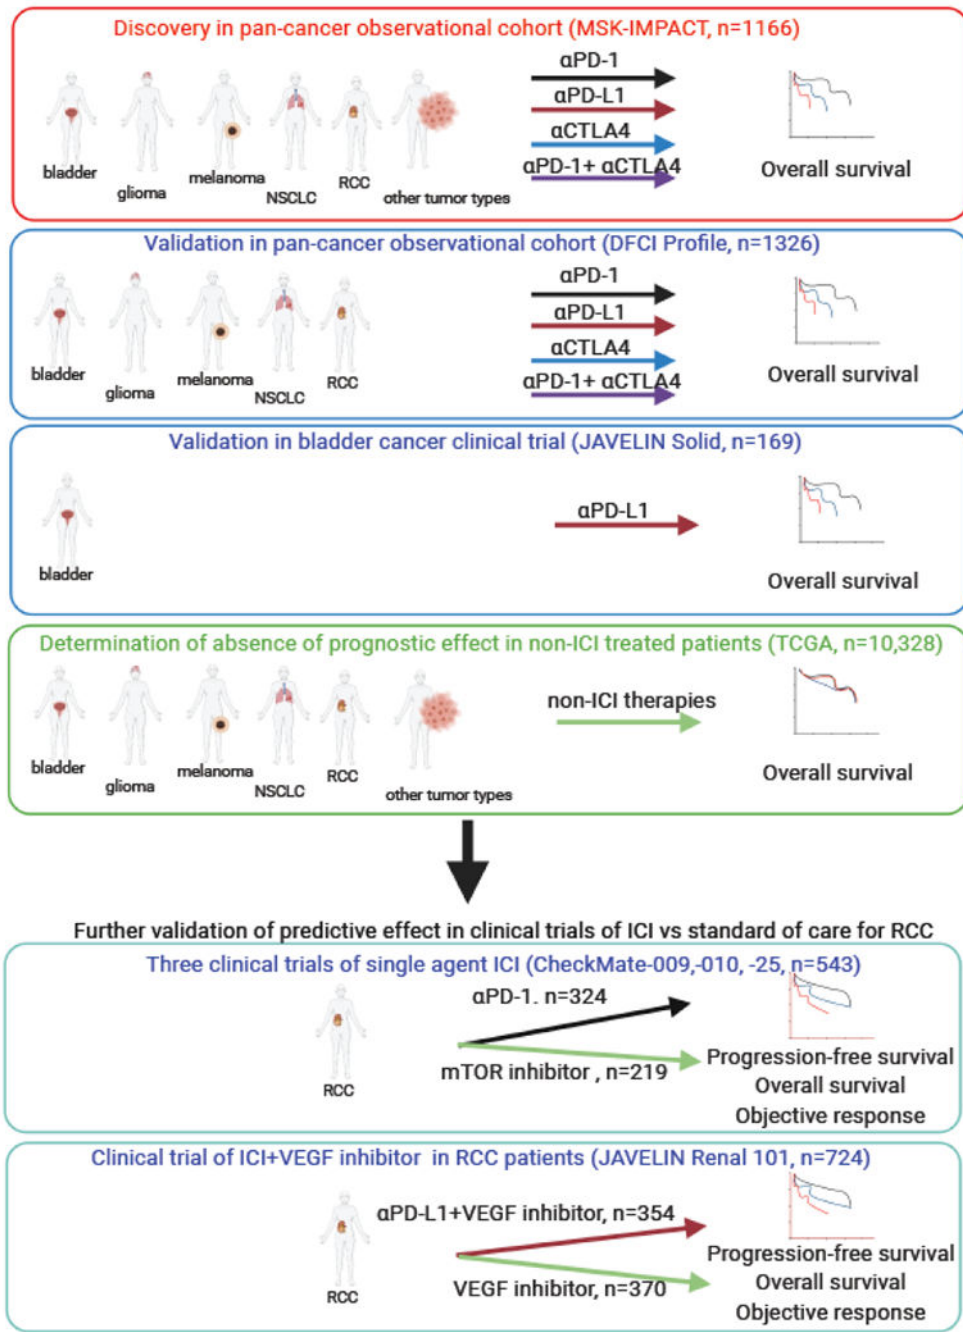 Discovery in pan-cancer observational cohort (MSK-IMPACT, n=1166)
αPD-1
αPD-L1
αCTLA4
αPD-1+ αCTLA4
bladder
glioma
melanoma
NSCLC
RCC
other tumor types
Overall survival
Validation in pan-cancer observational cohort (DFCI Profile, n=1326)
αPD-1
αPD-L1
αCTLA4
αPD-1+ αCTLA4
bladder
glioma
melanoma
NSCLC
RCC
Overall survival
Validation in bladder cancer clinical trial (JAVELIN Solid, n=169)
αPD-L1
bladder
Overall survival
Determination of absence of prognostic effect in non-ICI treated patients (TCGA, n=10,328)
non-ICI therapies
bladder
glioma
melanoma
NSCLC
RCC
other tumor types
Overall survival
Further validation of predictive effect in clinical trials of ICI vs standard of care for RCC
Three clinical trials of single agent ICI (CheckMate-009,-010, -25, n=543)
αPD-1. n=324
mTOR inhibitor , n=219
RCC
Progression-free survival
Overall survival
Objective response
Clinical trial of ICI+VEGF inhibitor in RCC patients (JAVELIN Renal 101, n=724)
αPD-L1+VEGF inhibitor, n=354
VEGF inhibitor, n=370
RCC
Progression-free survival
Overall survival
Objective response